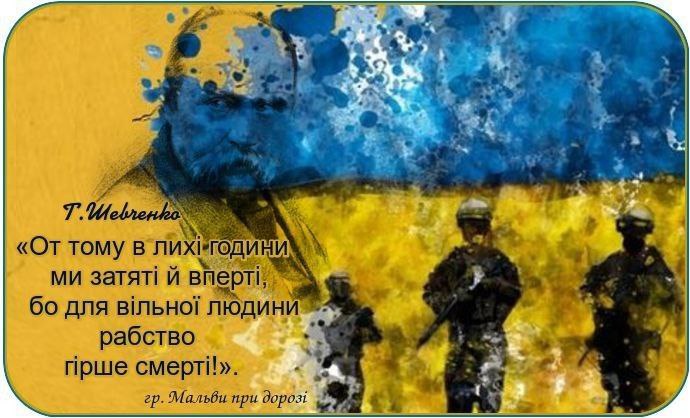 Т.Шевченко
«От тому в лихі години
ми затяті й вперті,
бо для вільної людини
рабство
гірше смерті!».
гр. Мальви при дорозі